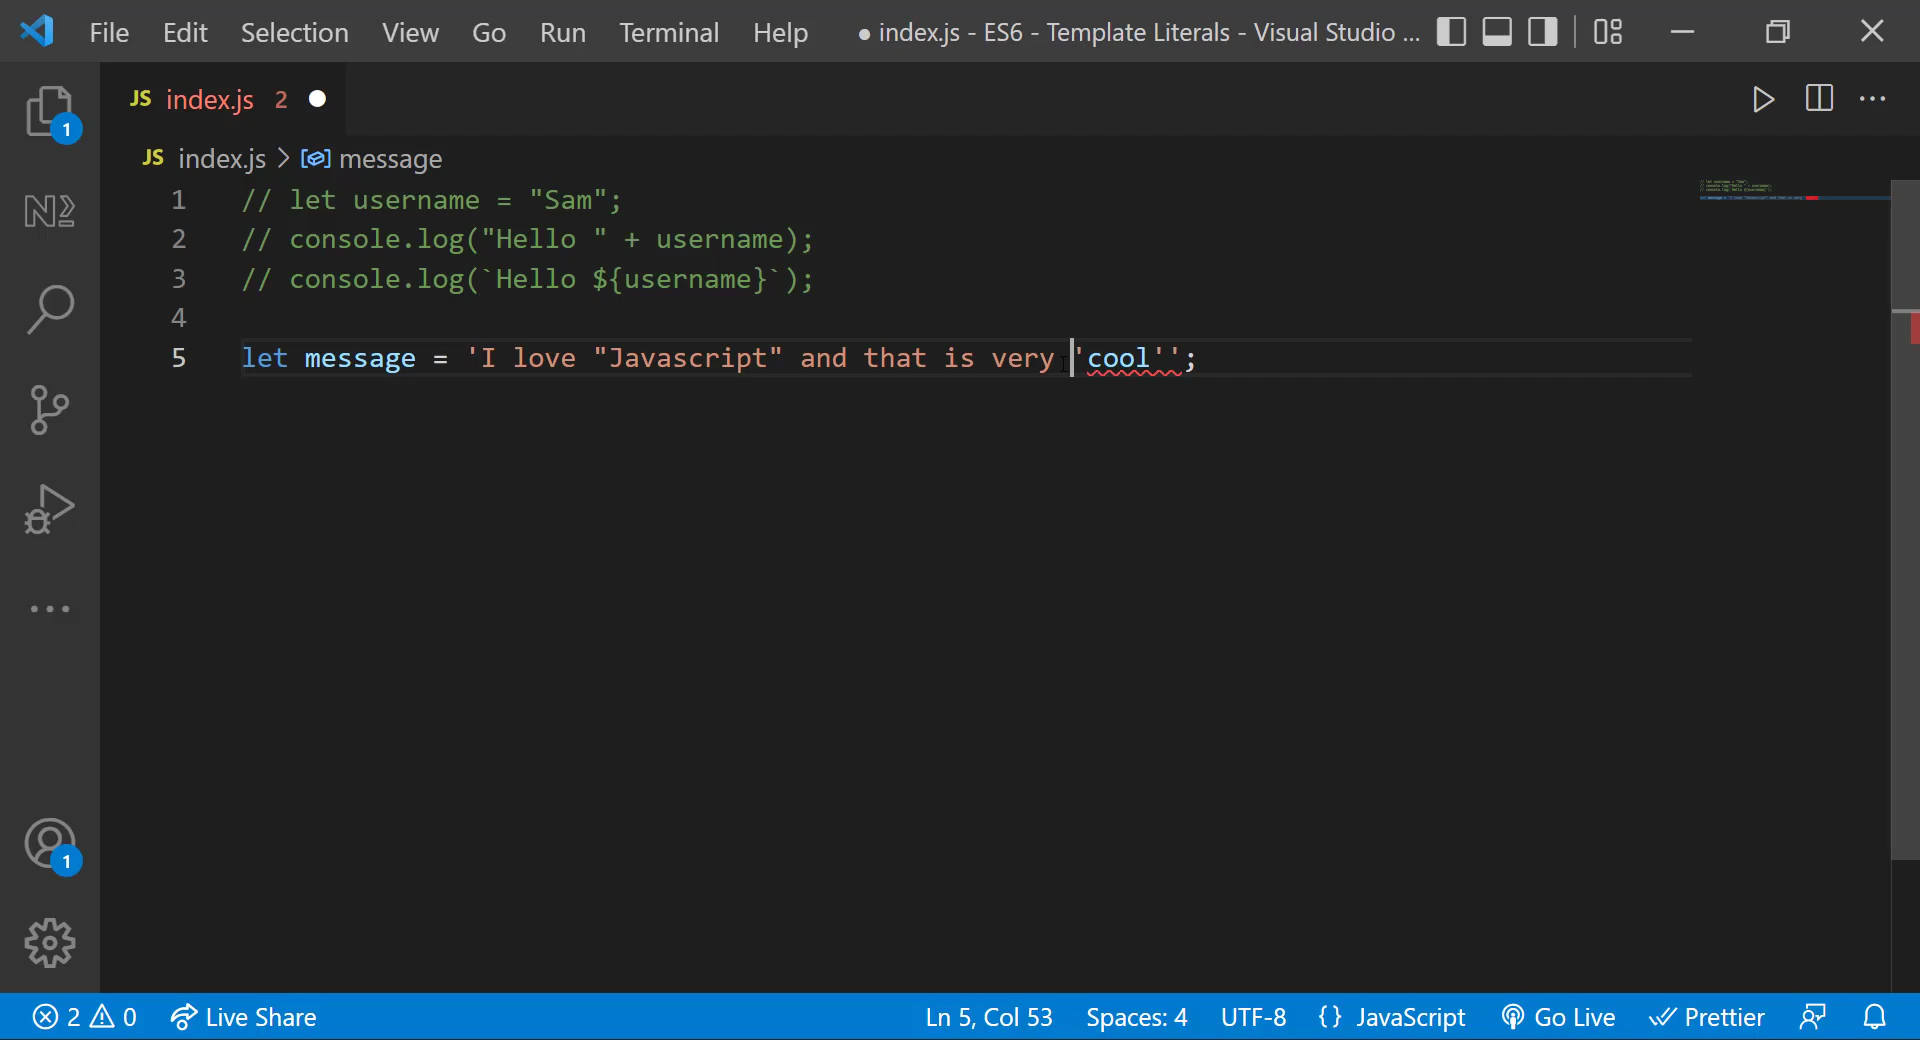 File Edit Selection View Go Run Terminal Help ● index.js - ES6 - Template Literals - Visual Studio ...
JS index.js 2
JS index.js > message
1 // let username = "Sam";
2 // console.log("Hello " + username);
3 // console.log(`Hello ${username}`);
4
5 let message = 'I love "Javascript" and that is very 'cool'';
1
1
2 0 Live Share Ln 5, Col 53 Spaces: 4 UTF-8 {} JavaScript Go Live Prettier